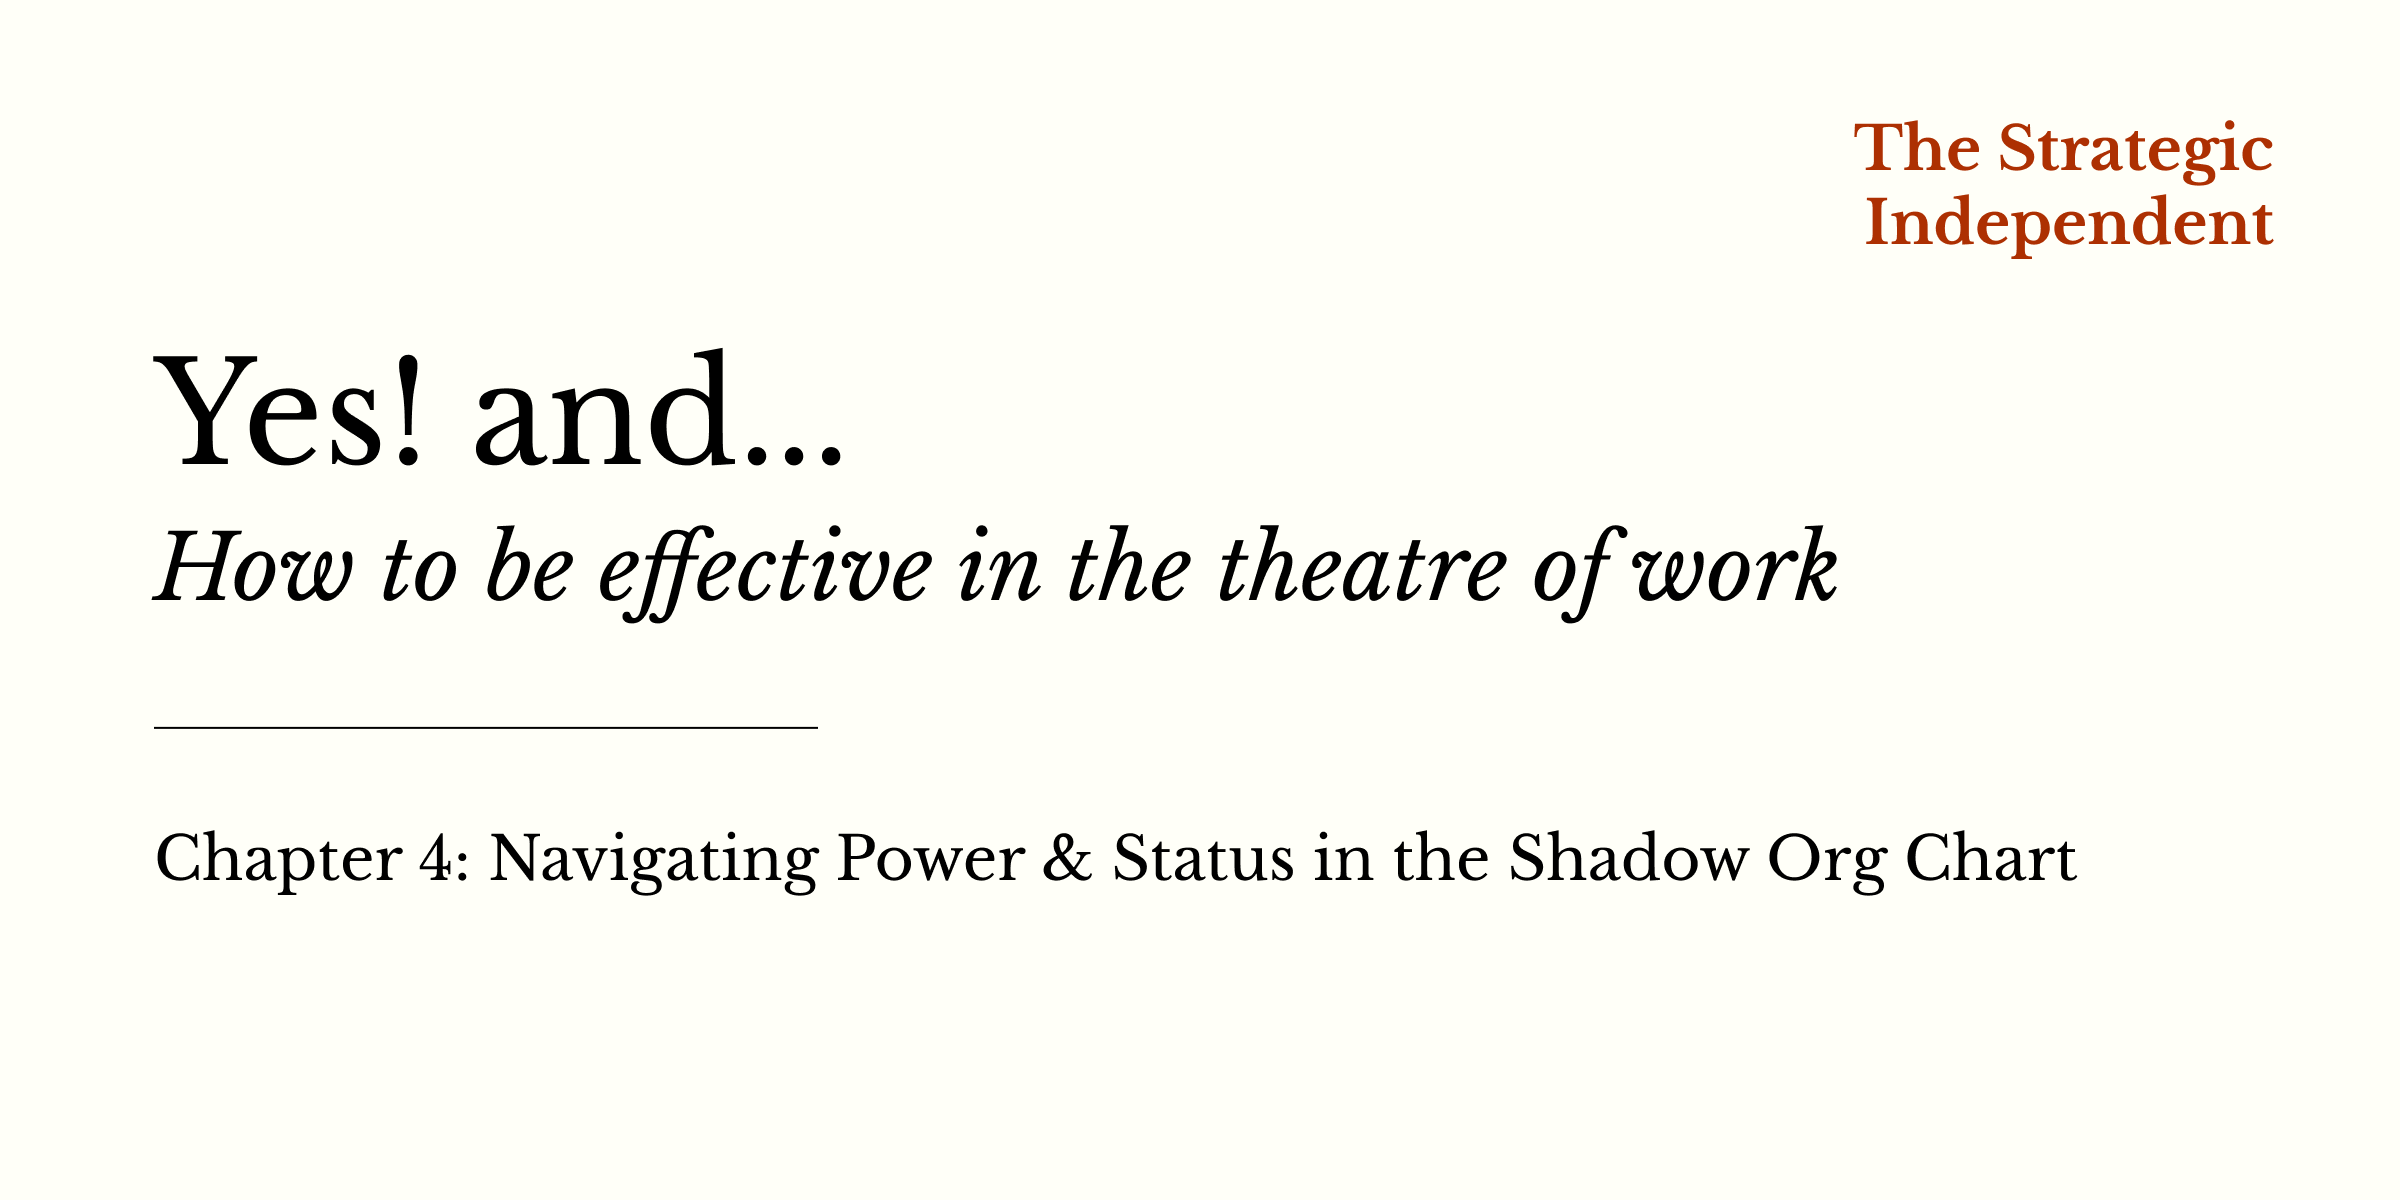 The Strategic
Independent
Yes! and...
How to be effective in the theatre of work
Chapter 4: Navigating Power & Status in the Shadow Org Chart